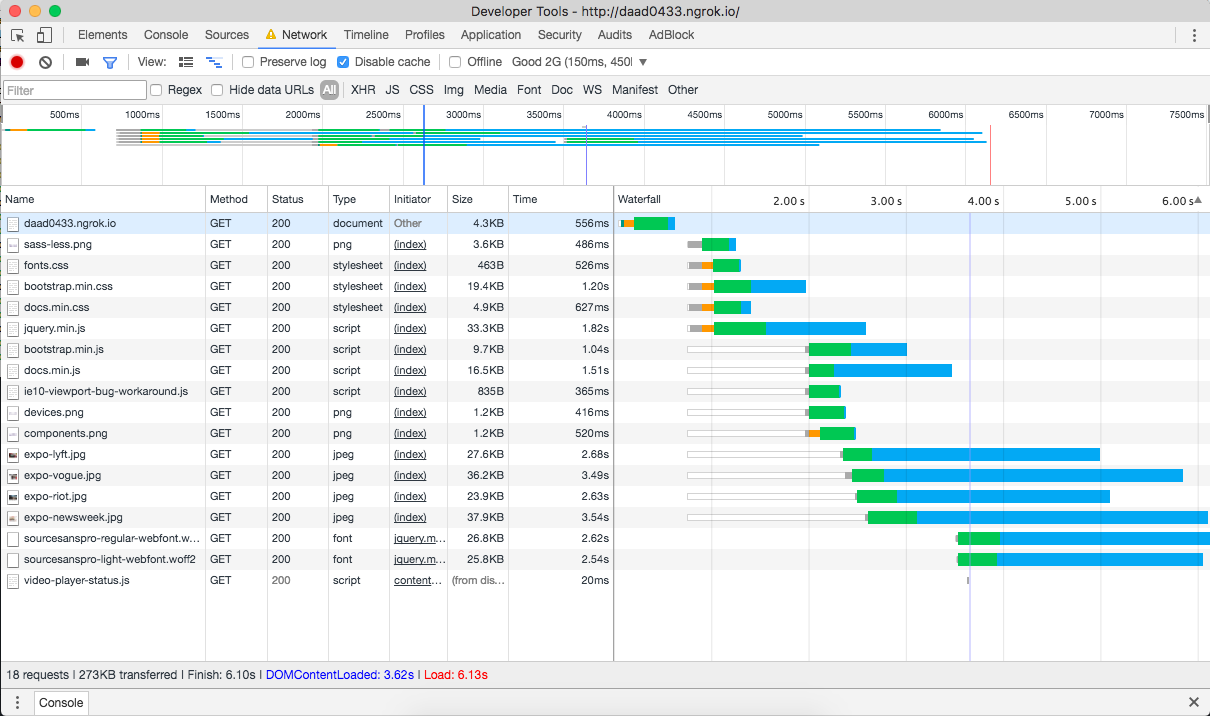 Developer Tools - http://daad0433.ngrok.io/
Elements Console Sources Network Timeline Profiles Application Security Audits AdBlock
View: Preserve log Disable cache Offline Good 2G (150ms, 450
Filter Regex Hide data URLs All XHR JS CSS Img Media Font Doc WS Manifest Other
500ms 1000ms 1500ms 2000ms 2500ms 3000ms 3500ms 4000ms 4500ms 5000ms 5500ms 6000ms 6500ms 7000ms 7500ms
Name Method Status Type Initiator Size Time Waterfall 2.00 s 3.00 s 4.00 s 5.00 s 6.00 s
daad0433.ngrok.io GET 200 document Other 4.3KB 556ms
sass-less.png GET 200 png (index) 3.6KB 486ms
fonts.css GET 200 stylesheet (index) 463B 526ms
bootstrap.min.css GET 200 stylesheet (index) 19.4KB 1.20s
docs.min.css GET 200 stylesheet (index) 4.9KB 627ms
jquery.min.js GET 200 script (index) 33.3KB 1.82s
bootstrap.min.js GET 200 script (index) 9.7KB 1.04s
docs.min.js GET 200 script (index) 16.5KB 1.51s
ie10-viewport-bug-workaround.js GET 200 script (index) 835B 365ms
devices.png GET 200 png (index) 1.2KB 416ms
components.png GET 200 png (index) 1.2KB 520ms
expo-lyft.jpg GET 200 jpeg (index) 27.6KB 2.68s
expo-vogue.jpg GET 200 jpeg (index) 36.2KB 3.49s
expo-riot.jpg GET 200 jpeg (index) 23.9KB 2.63s
expo-newsweek.jpg GET 200 jpeg (index) 37.9KB 3.54s
sourcesanspro-regular-webfont.w... GET 200 font jquery.m... 26.8KB 2.62s
sourcesanspro-light-webfont.woff2 GET 200 font jquery.m... 25.8KB 2.54s
video-player-status.js GET 200 script content... (from dis... 20ms
18 requests | 273KB transferred | Finish: 6.10s | DOMContentLoaded: 3.62s | Load: 6.13s
Console